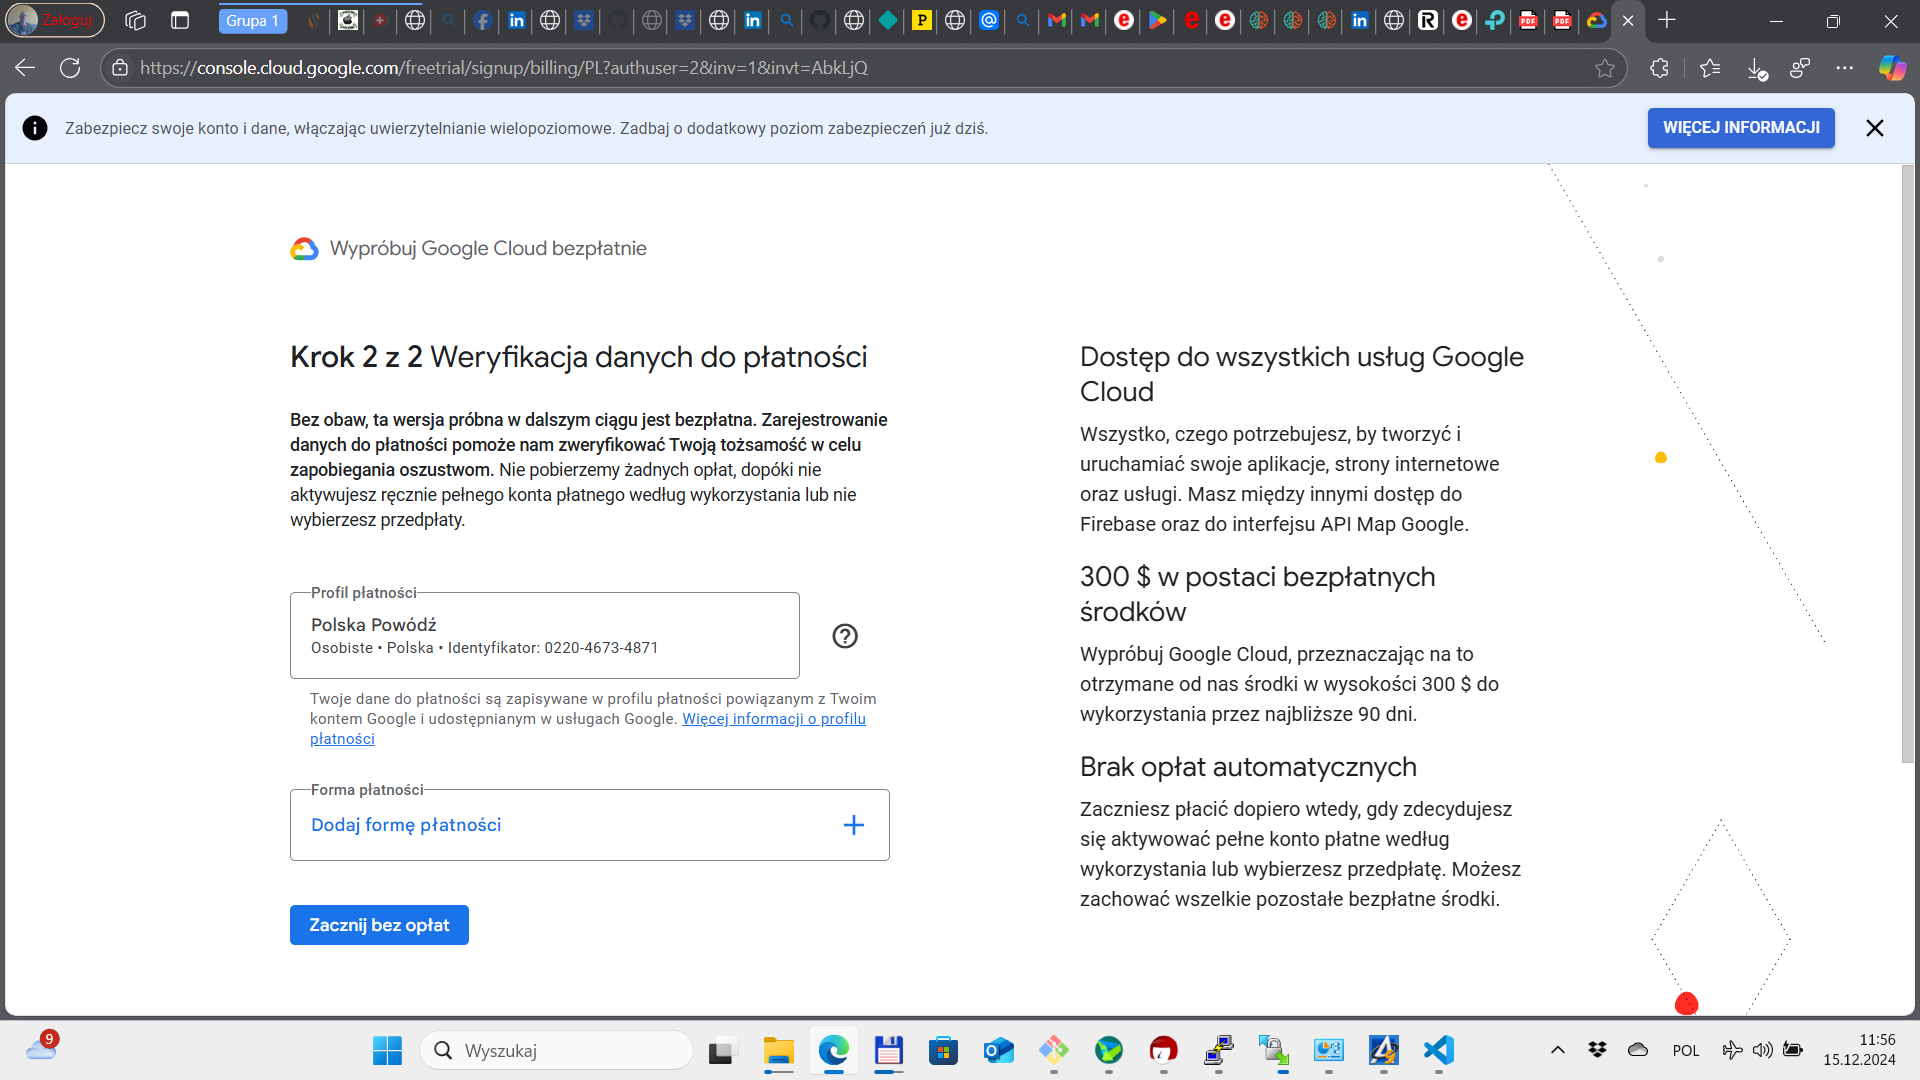 Zaloguj
Grupa 1
https://console.cloud.google.com/freetrial/signup/billing/PL?authuser=2&inv=1&invt=AbkLjQ
Zabezpiecz swoje konto i dane, włączając uwierzytelnianie wielopoziomowe. Zadbaj o dodatkowy poziom zabezpieczeń już dziś.
WIĘCEJ INFORMACJI
Wypróbuj Google Cloud bezpłatnie
Krok 2 z 2 Weryfikacja danych do płatności
Bez obaw, ta wersja próbna w dalszym ciągu jest bezpłatna. Zarejestrowanie
danych do płatności pomoże nam zweryfikować Twoją tożsamość w celu
zapobiegania oszustwom. Nie pobierzemy żadnych opłat, dopóki nie
aktywujesz ręcznie pełnego konta płatnego według wykorzystania lub nie
wybierzesz przedpłaty.
Profil płatności
Polska Powódź
Osobiste • Polska • Identyfikator: 0220-4673-4871
Twoje dane do płatności są zapisywane w profilu płatności powiązanym z Twoim
kontem Google i udostępnianym w usługach Google. Więcej informacji o profilu
płatności
Forma płatności
Dodaj formę płatności
Zacznij bez opłat
Dostęp do wszystkich usług Google
Cloud
Wszystko, czego potrzebujesz, by tworzyć i
uruchamiać swoje aplikacje, strony internetowe
oraz usługi. Masz między innymi dostęp do
Firebase oraz do interfejsu API Map Google.
300 $ w postaci bezpłatnych
środków
Wypróbuj Google Cloud, przeznaczając na to
otrzymane od nas środki w wysokości 300 $ do
wykorzystania przez najbliższe 90 dni.
Brak opłat automatycznych
Zaczniesz płacić dopiero wtedy, gdy zdecydujesz
się aktywować pełne konto płatne według
wykorzystania lub wybierzesz przedpłatę. Możesz
zachować wszelkie pozostałe bezpłatne środki.
9
Wyszukaj
POL
11:56
15.12.2024